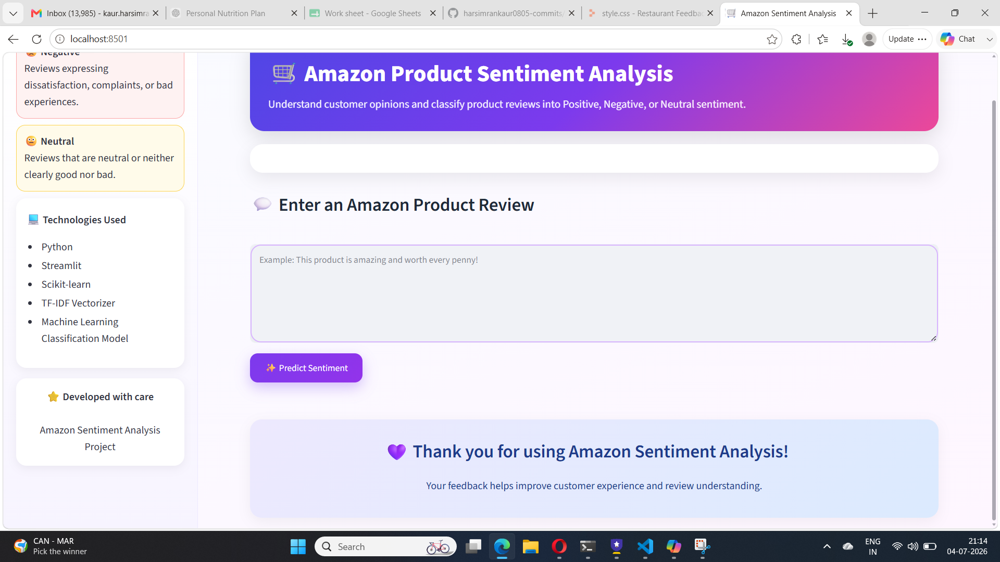 Inbox (13,985) - kaur.harsimra
Personal Nutrition Plan
Work sheet - Google Sheets
harsimrankaur0805-commits/
style.css - Restaurant Feedbac
Amazon Sentiment Analysis
localhost:8501
Update
Chat
Negative
Reviews expressing
dissatisfaction, complaints, or bad
experiences.
Neutral
Reviews that are neutral or neither
clearly good nor bad.
Technologies Used
• Python
• Streamlit
• Scikit-learn
• TF-IDF Vectorizer
• Machine Learning
Classification Model
Developed with care
Amazon Sentiment Analysis
Project
Amazon Product Sentiment Analysis
Understand customer opinions and classify product reviews into Positive, Negative, or Neutral sentiment.
Enter an Amazon Product Review
Example: This product is amazing and worth every penny!
Predict Sentiment
Thank you for using Amazon Sentiment Analysis!
Your feedback helps improve customer experience and review understanding.
CAN - MAR
Pick the winner
Search
ENG
IN
21:14
04-07-2026